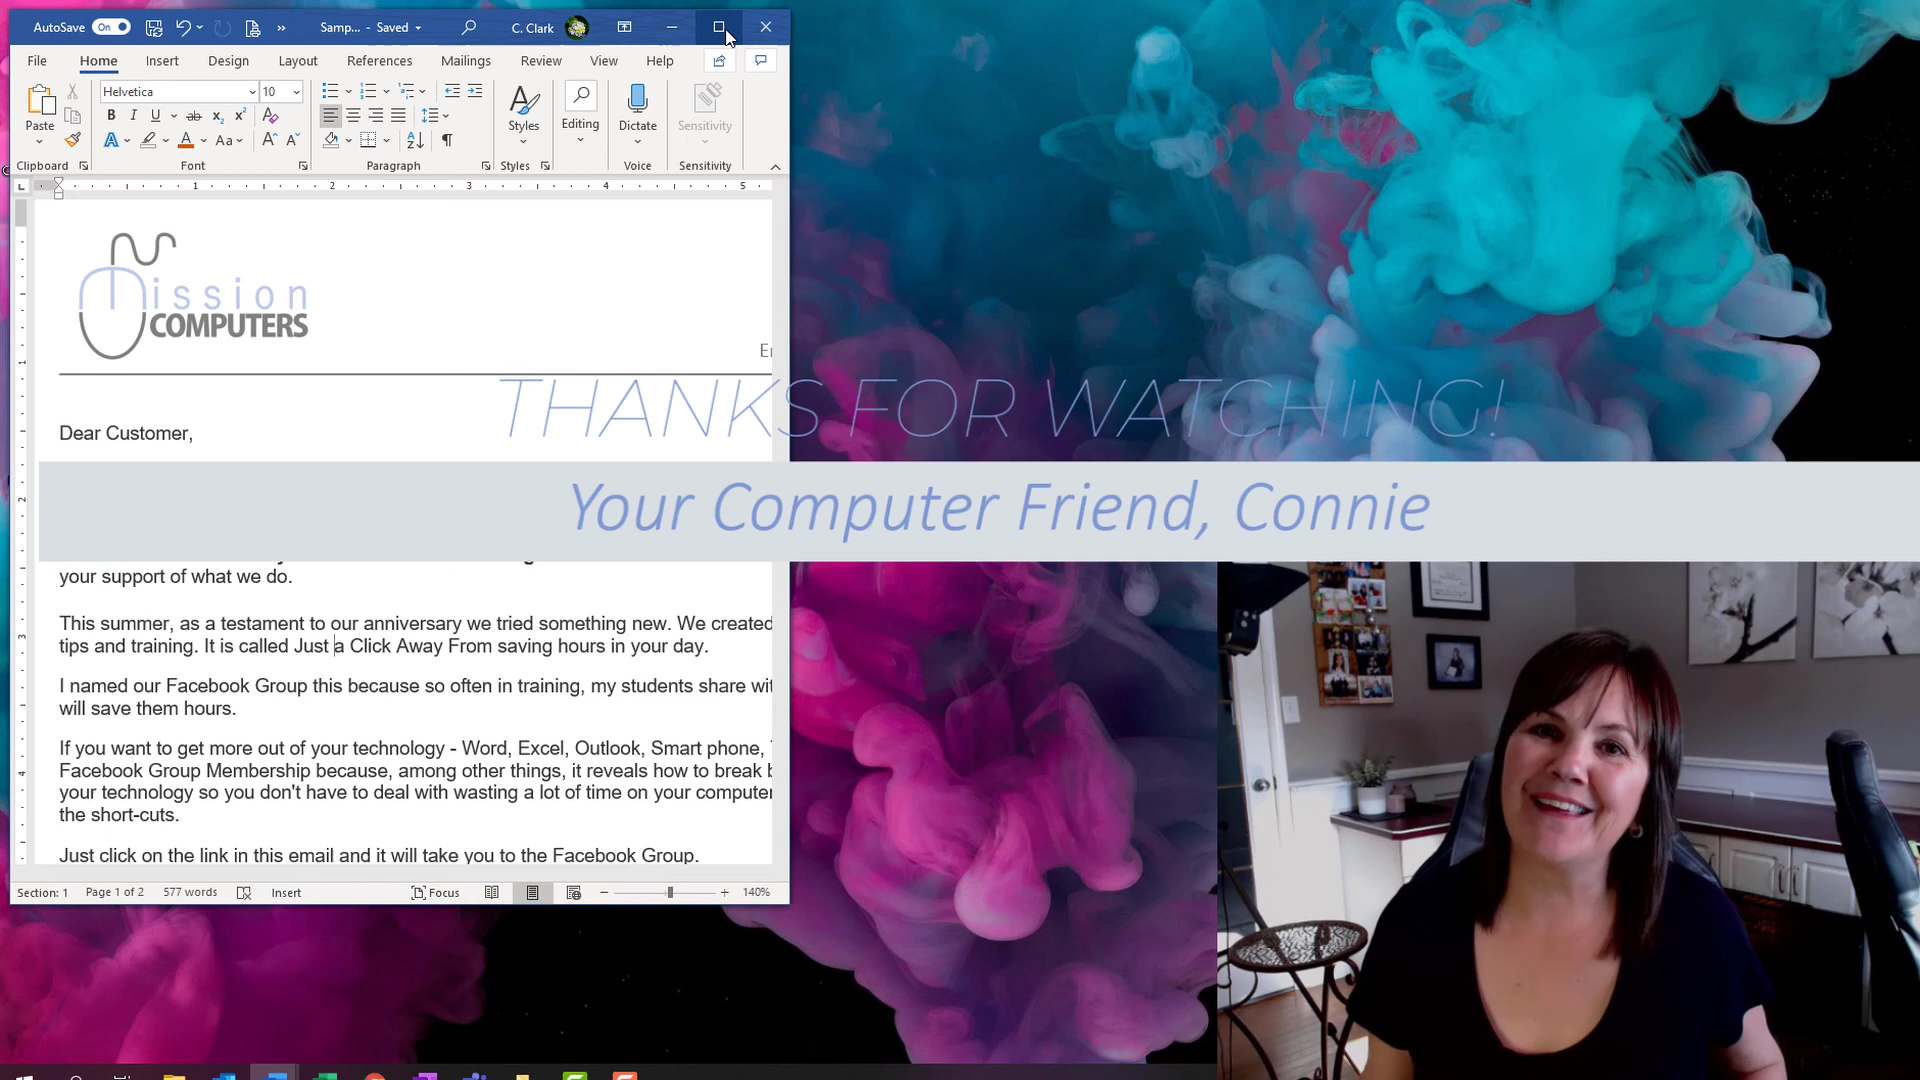 AutoSave On Samp... - Saved C. Clark
File Home Insert Design Layout References Mailings Review View Help
Helvetica 10
Paste Styles Editing Dictate Sensitivity
Clipboard Font Paragraph Styles Voice Sensitivity
1 2 3 4 5
ission
COMPUTERS
THANKS FOR WATCHING!
Dear Customer,
Your Computer Friend, Connie
your support of what we do.
This summer, as a testament to our anniversary we tried something new. We created
tips and training. It is called Just a Click Away From saving hours in your day.
I named our Facebook Group this because so often in training, my students share wit
will save them hours.
If you want to get more out of your technology - Word, Excel, Outlook, Smart phone,
Facebook Group Membership because, among other things, it reveals how to break b
your technology so you don't have to deal with wasting a lot of time on your computer
the short-cuts.
Just click on the link in this email and it will take you to the Facebook Group.
Section: 1 Page 1 of 2 577 words Insert Focus 140%